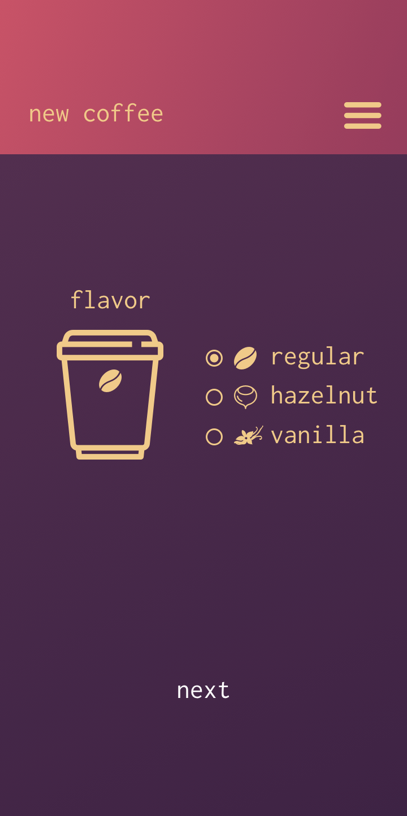 new coffee
flavor
regular
hazelnut
vanilla
next